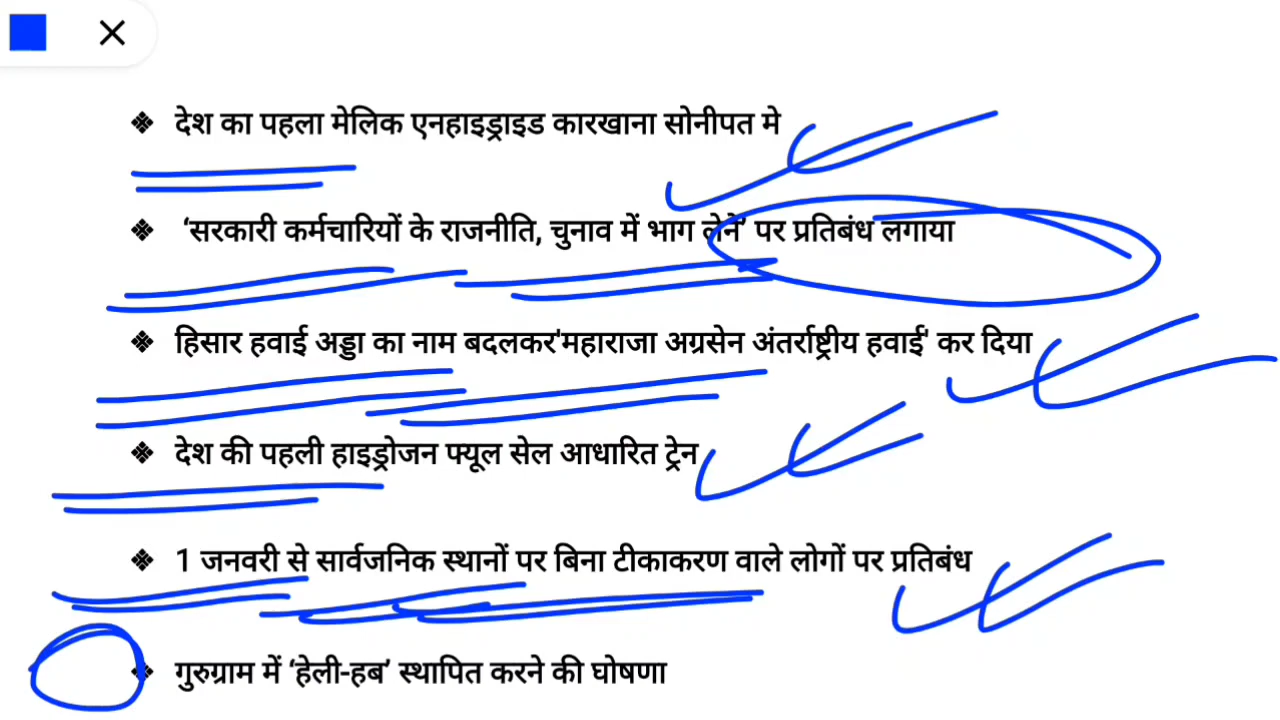 ❖ देश का पहला मेलिक एनहाइड्राइड कारखाना सोनीपत मे
❖ ‘सरकारी कर्मचारियों के राजनीति, चुनाव में भाग लेने’ पर प्रतिबंध लगाया
❖ हिसार हवाई अड्डा का नाम बदलकर'महाराजा अग्रसेन अंतर्राष्ट्रीय हवाई' कर दिया
❖ देश की पहली हाइड्रोजन फ्यूल सेल आधारित ट्रेन
❖ 1 जनवरी से सार्वजनिक स्थानों पर बिना टीकाकरण वाले लोगों पर प्रतिबंध
❖ गुरुग्राम में ‘हेली-हब’ स्थापित करने की घोषणा